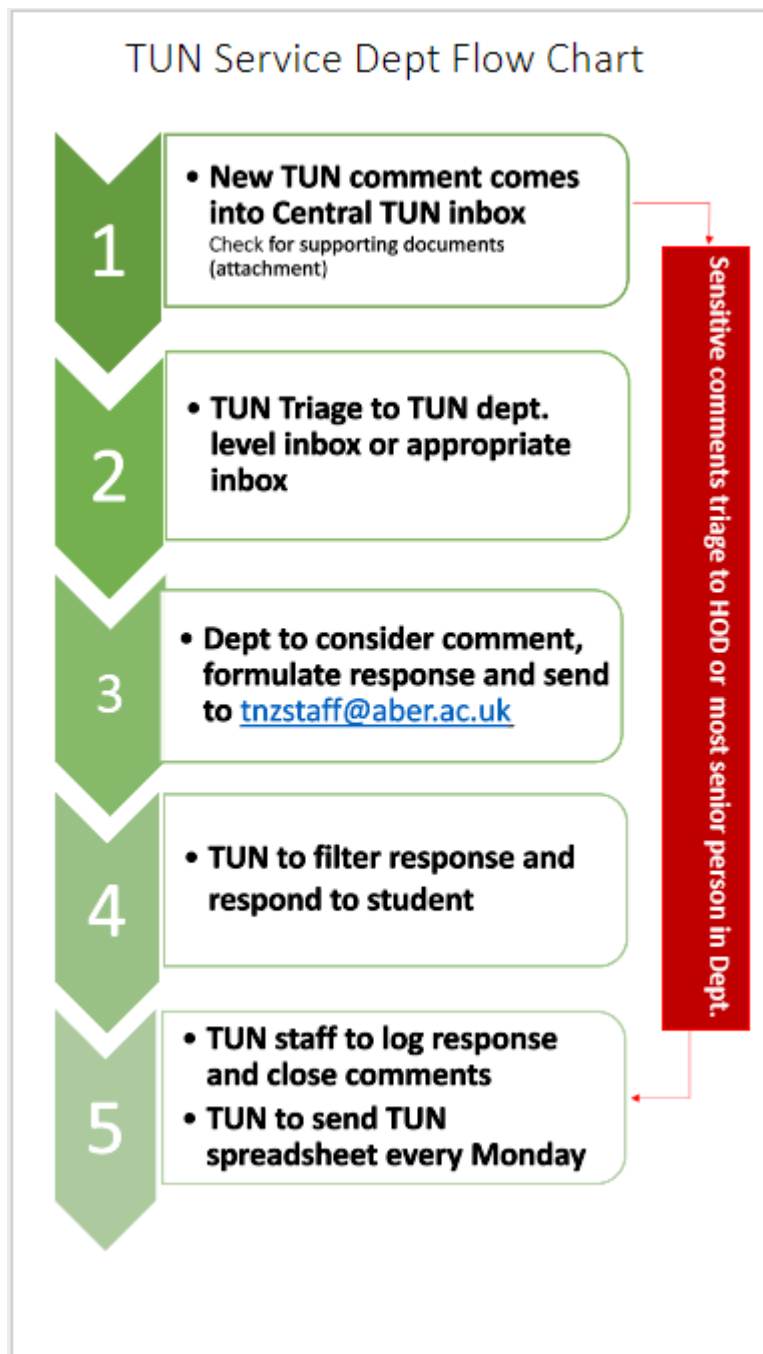 TUN Service Dept Flow Chart
1
• New TUN comment comes
into Central TUN inbox
Check for supporting documents
(attachment)
2
• TUN Triage to TUN dept.
level inbox or appropriate
inbox
3
• Dept to consider comment,
formulate response and send
to tnzstaff@aber.ac.uk
4
• TUN to filter response and
respond to student
5
• TUN staff to log response
and close comments
• TUN to send TUN
spreadsheet every Monday
Sensitive comments triage to HOD or most senior person in Dept.